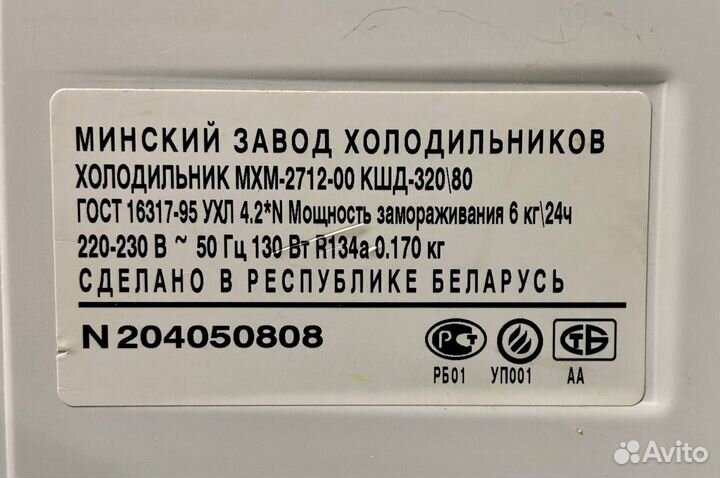 МИНСКИЙ ЗАВОД ХОЛОДИЛЬНИКОВ
ХОЛОДИЛЬНИК МХМ-2712-00 КШД-320\80
ГОСТ 16317-95 УХЛ 4.2*N Мощность замораживания 6 кг\24ч
220-230 В ~ 50 Гц 130 Вт R134a 0.170 кг
СДЕЛАНО В РЕСПУБЛИКЕ БЕЛАРУСЬ
N 204050808
РСТ СТБ
РБ01 УП001 АА
Avito